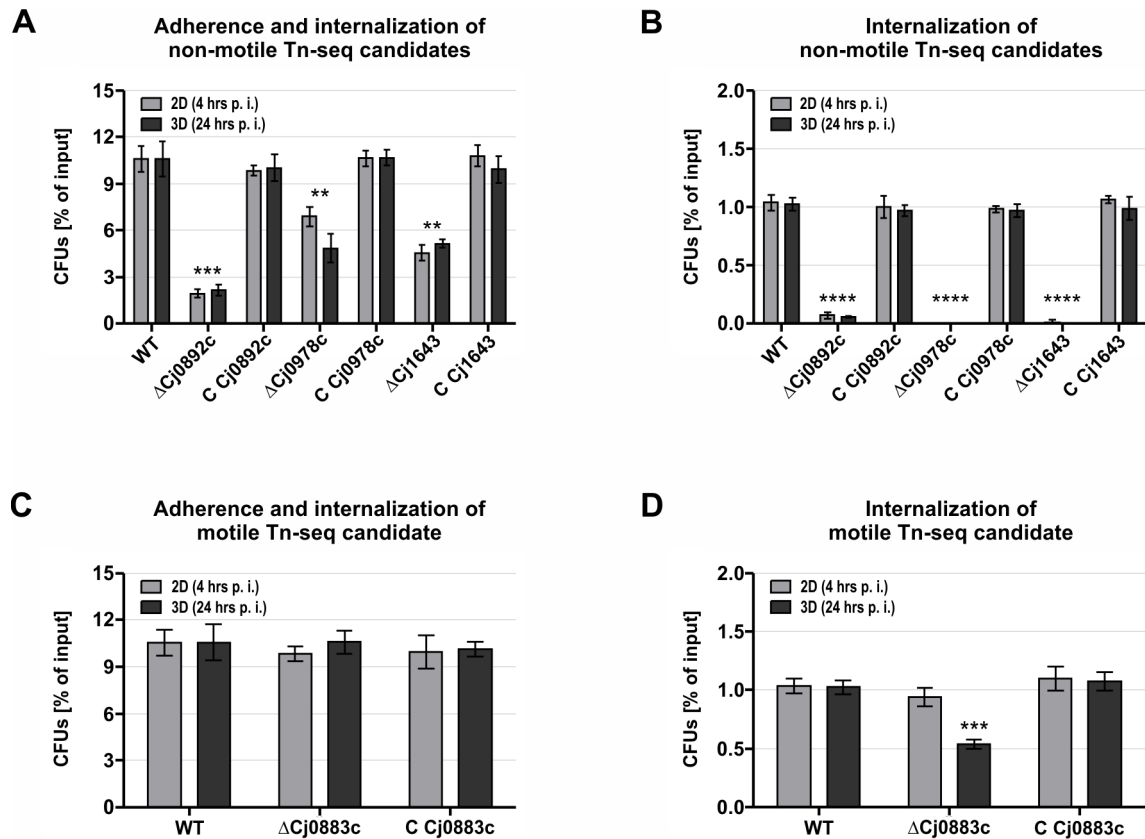 A
Adherence and internalization of
non-motile Tn-seq candidates
CFUs [% of input]
15
12
9
6
3
0
2D (4 hrs p. i.)
3D (24 hrs p. i.)
***
**
**
WT
ΔCj0892c
C Cj0892c
ΔCj0978c
C Cj0978c
ΔCj1643
C Cj1643
B
Internalization of
non-motile Tn-seq candidates
CFUs [% of input]
2.0
1.5
1.0
0.5
0.0
2D (4 hrs p. i.)
3D (24 hrs p. i.)
****
****
****
WT
ΔCj0892c
C Cj0892c
ΔCj0978c
C Cj0978c
ΔCj1643
C Cj1643
C
Adherence and internalization of
motile Tn-seq candidate
CFUs [% of input]
15
12
9
6
3
0
2D (4 hrs p. i.)
3D (24 hrs p. i.)
WT
ΔCj0883c
C Cj0883c
D
Internalization of
motile Tn-seq candidate
CFUs [% of input]
2.0
1.5
1.0
0.5
0.0
2D (4 hrs p. i.)
3D (24 hrs p. i.)
***
WT
ΔCj0883c
C Cj0883c